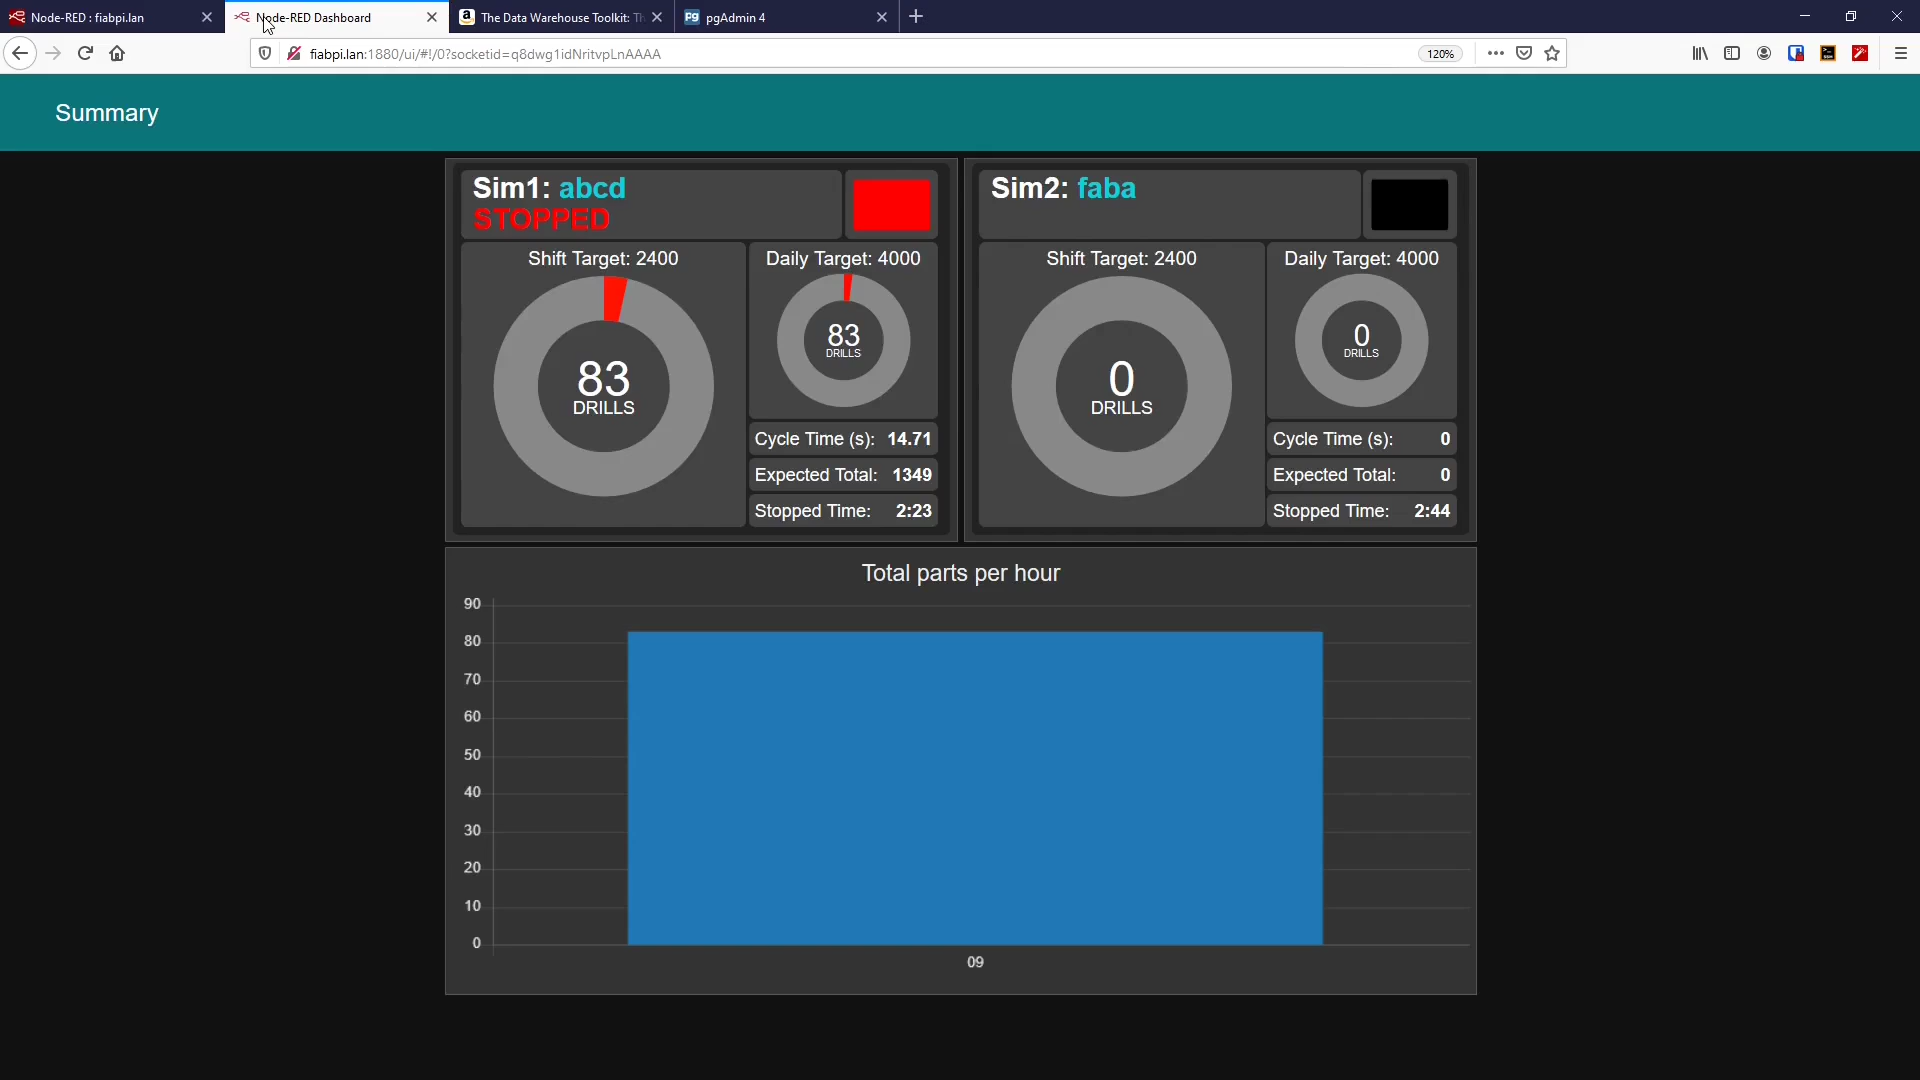 Node-RED : fiabpi.lan
Node-RED Dashboard
The Data Warehouse Toolkit:
pgAdmin 4
fiabpi.lan:1880/ui/#!/0?socketid=q8dwg1idNritvpLnAAAA
120%
Summary
Sim1: abcd
STOPPED
Shift Target: 2400
83
DRILLS
Daily Target: 4000
83
DRILLS
Cycle Time (s): 14.71
Expected Total: 1349
Stopped Time: 2:23
Sim2: faba
Shift Target: 2400
0
DRILLS
Daily Target: 4000
0
DRILLS
Cycle Time (s): 0
Expected Total: 0
Stopped Time: 2:44
Total parts per hour
90
80
70
60
50
40
30
20
10
0
09